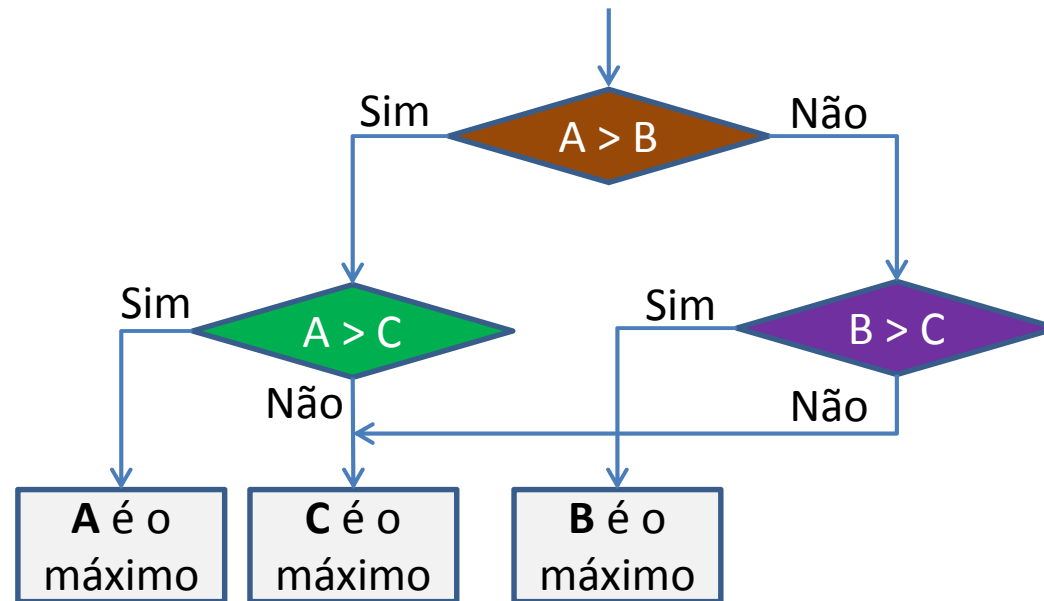 Sim
A > B
Não
Sim
A > C
Sim
B > C
Não
Não
A é o
máximo
C é o
máximo
B é o
máximo